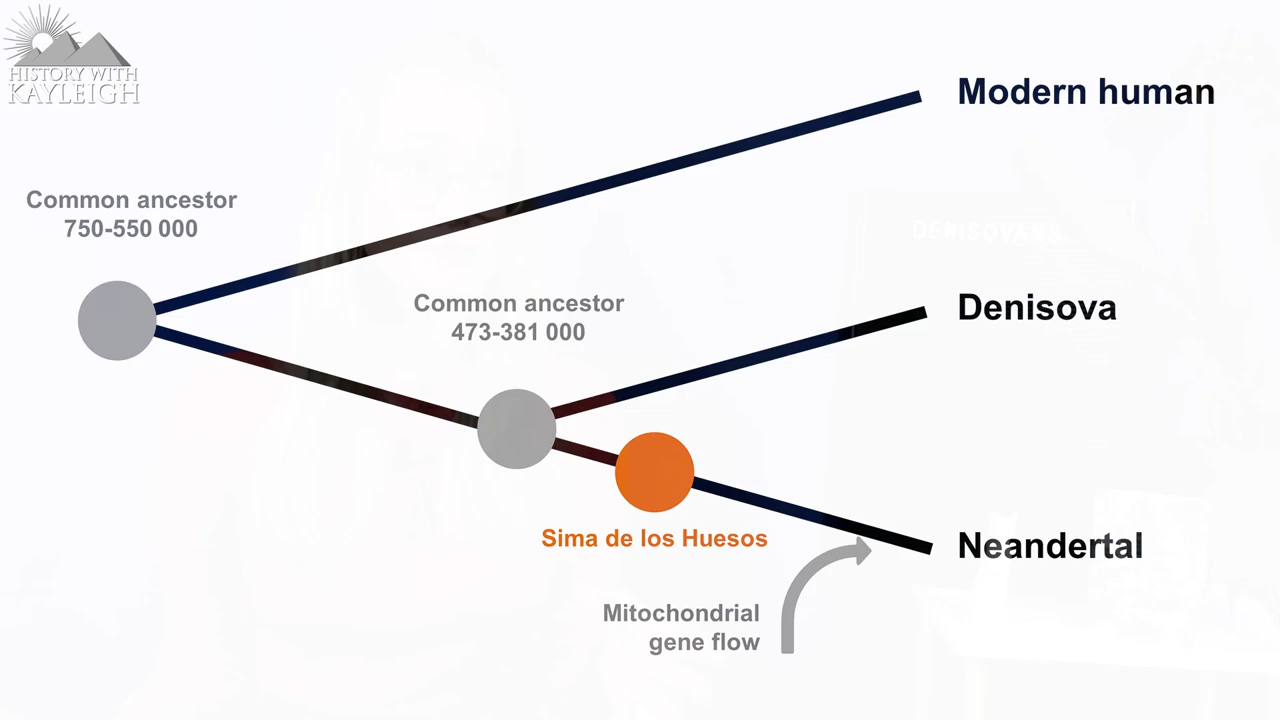 HISTORY WITH
KAYLEIGH
Modern human
Common ancestor
750-550 000
DENISOVANS
Common ancestor
473-381 000
Denisova
Sima de los Huesos
Neandertal
Mitochondrial
gene flow